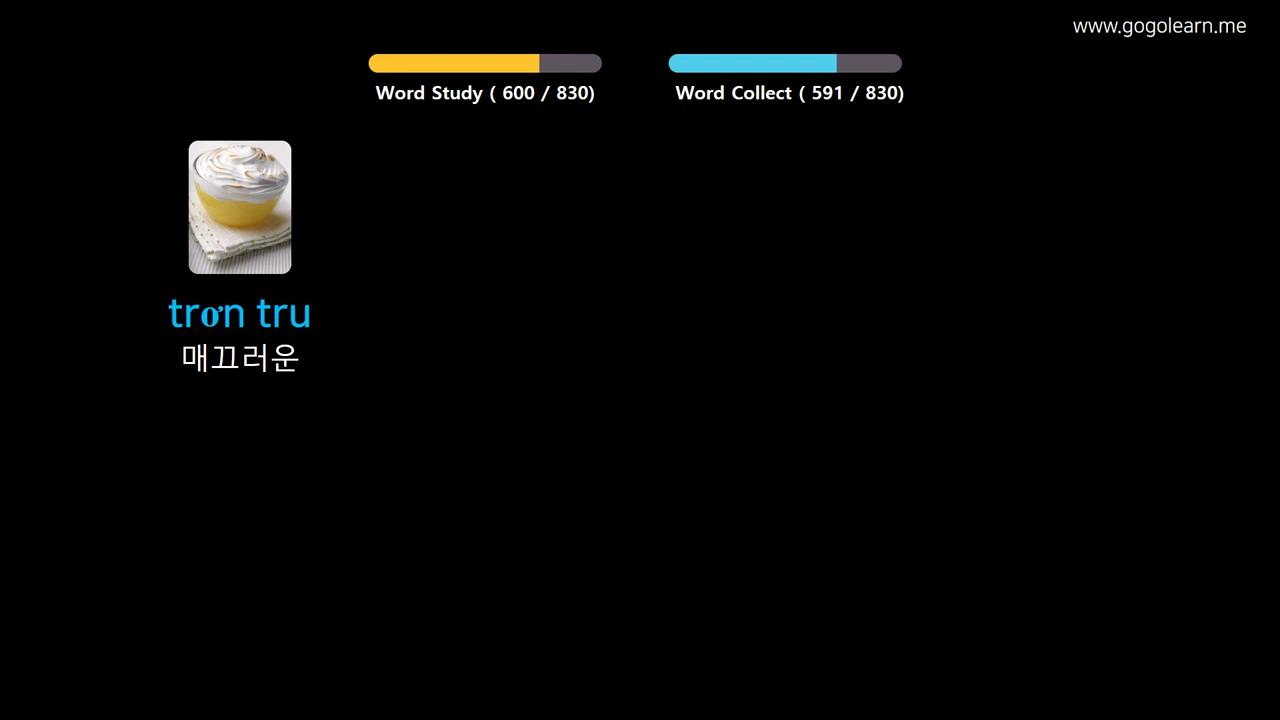 www.gogolearn.me
Word Study ( 600 / 830)
Word Collect ( 591 / 830)
trơn tru
매끄러운